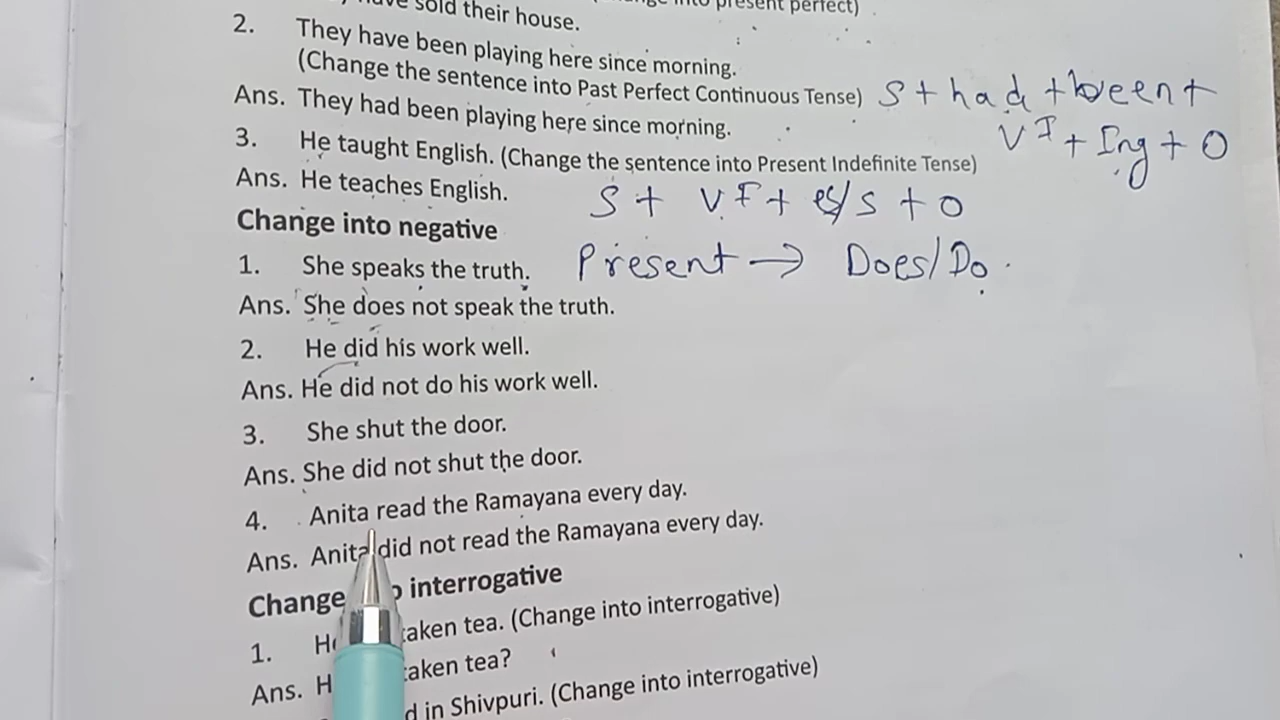 sold their house. present perfect)
2. They have been playing here since morning.
(Change the sentence into Past Perfect Continuous Tense) S + had + been +
Ans. They had been playing here since morning. V I + Ing + O
3. He taught English. (Change the sentence into Present Indefinite Tense)
Ans. He teaches English. S + V I + es/s + O
Change into negative
1. She speaks the truth. Present → Does/Do.
Ans. She does not speak the truth.
2. He did his work well.
Ans. He did not do his work well.
3. She shut the door.
Ans. She did not shut the door.
4. Anita read the Ramayana every day.
Ans. Anita did not read the Ramayana every day.
Change interrogative
1. taken tea. (Change into interrogative)
Ans. taken tea?
in Shivpuri. (Change into interrogative)